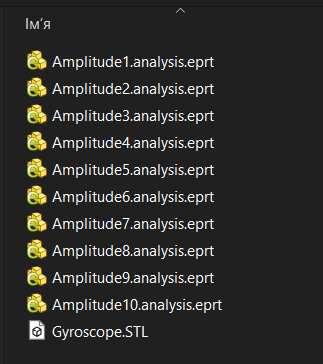 Ім'я
Amplitude1.analysis.eprt
Amplitude2.analysis.eprt
Amplitude3.analysis.eprt
Amplitude4.analysis.eprt
Amplitude5.analysis.eprt
Amplitude6.analysis.eprt
Amplitude7.analysis.eprt
Amplitude8.analysis.eprt
Amplitude9.analysis.eprt
Amplitude10.analysis.eprt
Gyroscope.STL